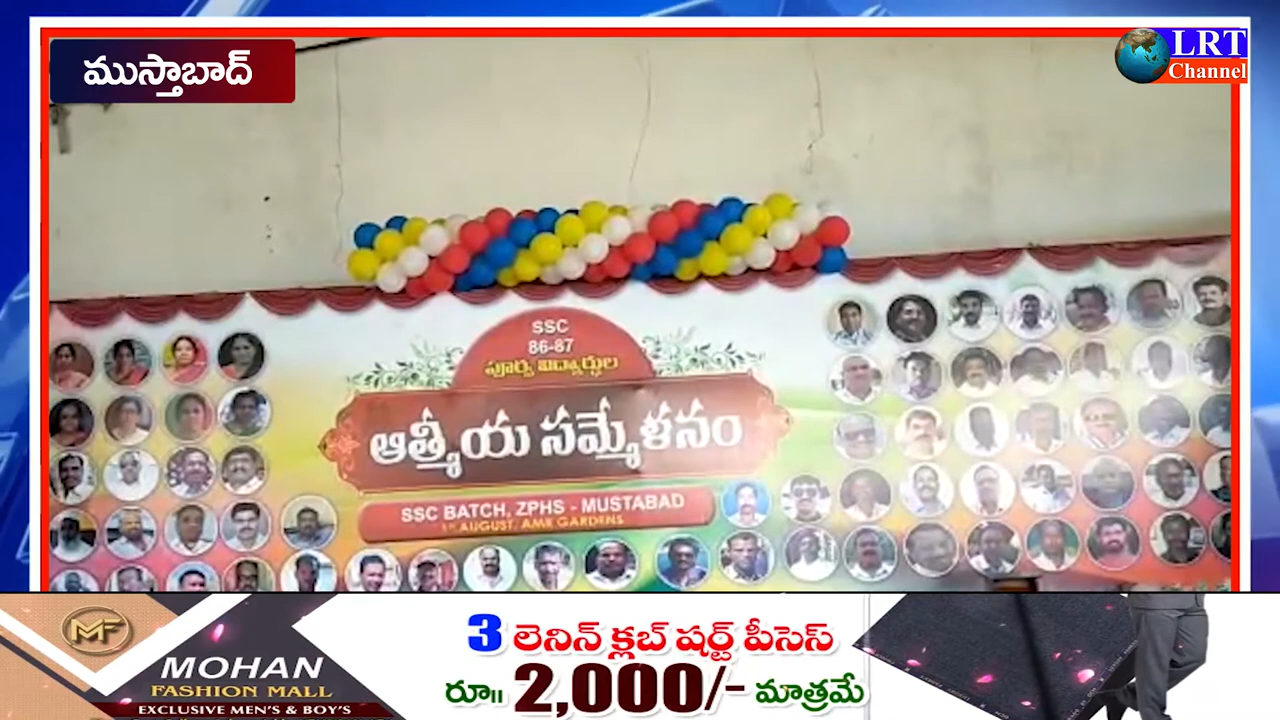 ముస్తాబాద్
LRT
Channel
SSC
86-87
పూర్వ విద్యార్థుల
ఆత్మీయ సమ్మేళనం
SSC BATCH, ZPHS - MUSTABAD
1st AUGUST, AMR GARDENS
MF
MOHAN
FASHION MALL
EXCLUSIVE MEN'S & BOY'S
3 లెనిన్ క్లబ్ షర్ట్ పీసెస్
రూ॥ 2,000/- మాత్రమే